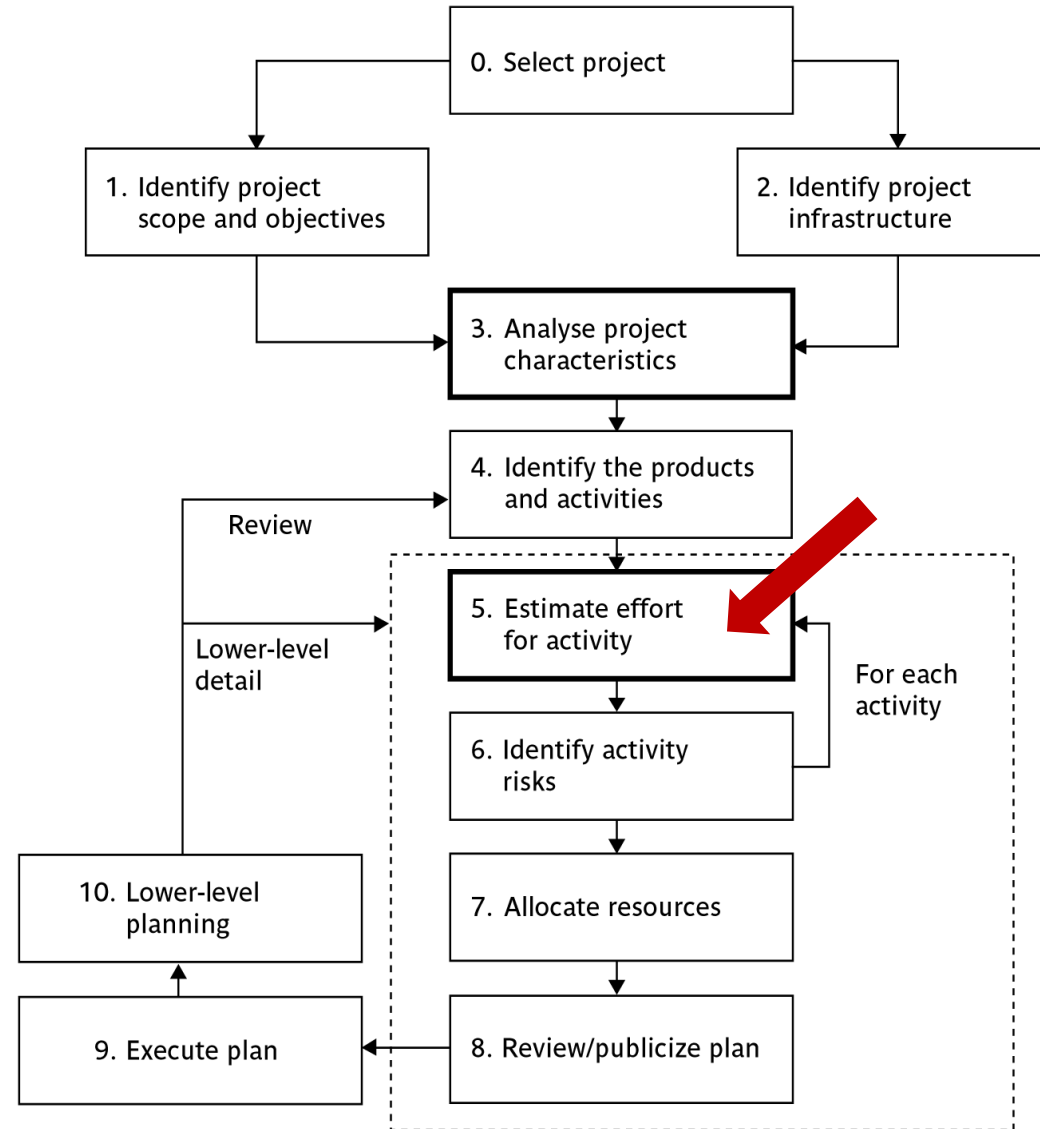 0. Select project
1. Identify project
scope and objectives
2. Identify project
infrastructure
3. Analyse project
characteristics
4. Identify the products
and activities
Review
5. Estimate effort
for activity
Lower-level
detail
For each
activity
6. Identify activity
risks
7. Allocate resources
10. Lower-level
planning
8. Review/publicize plan
9. Execute plan